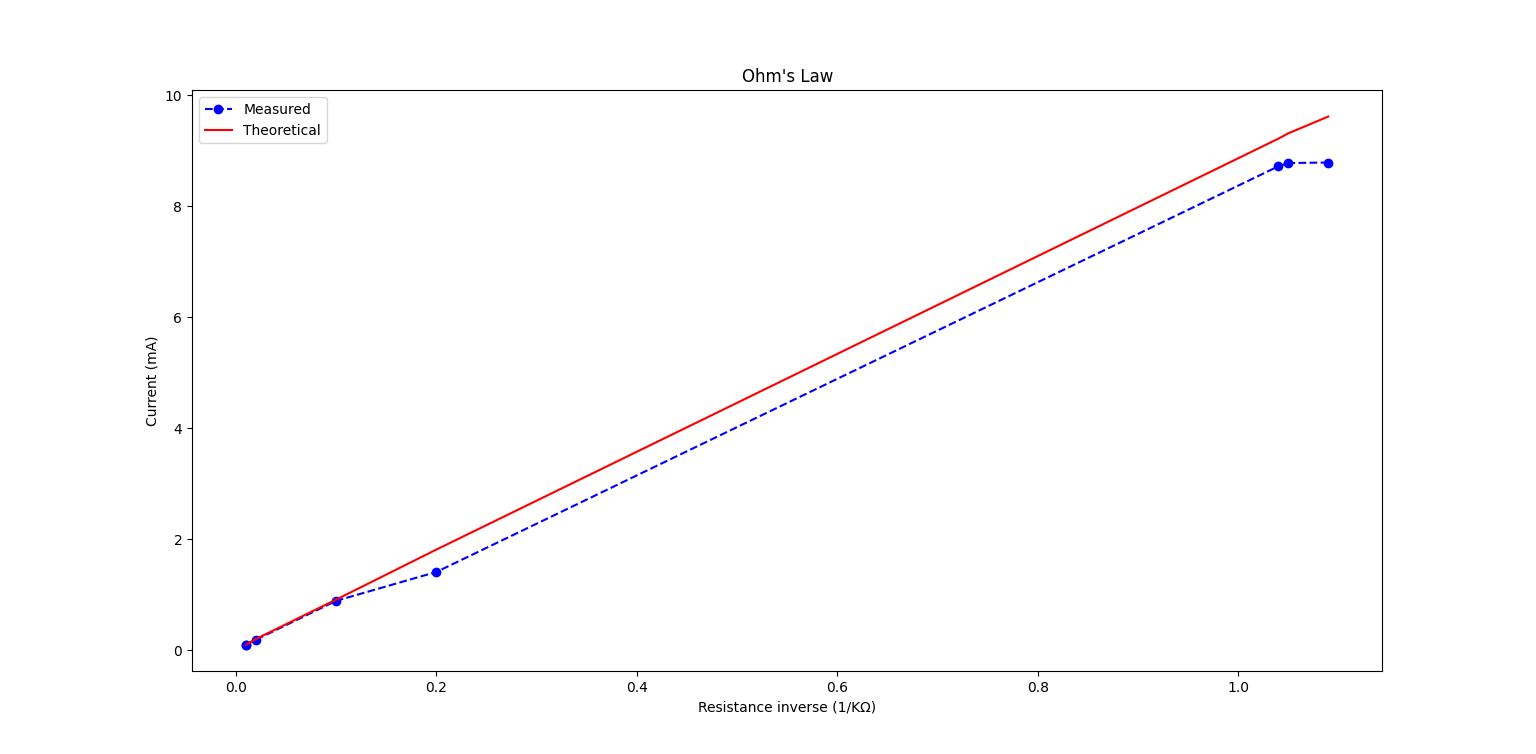 Ohm's Law
Measured
Theoretical
10
8
6
4
2
0
Current (mA)
0.0 0.2 0.4 0.6 0.8 1.0
Resistance inverse (1/KΩ)